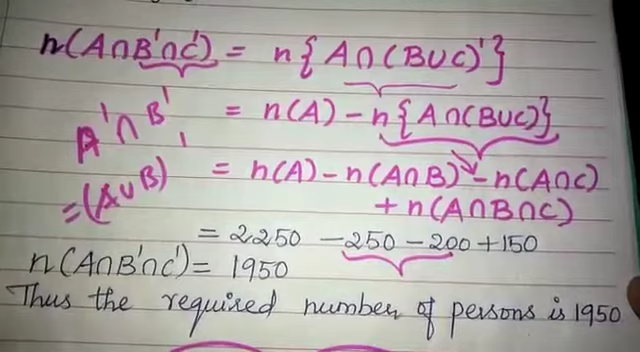 n(A∩B'∩C') = n{A∩(B∪C)'}
= n(A) - n{A∩(B∪C)}
A'∩B'
= (A∪B)'
= n(A) - n(A∩B) - n(A∩C)
+ n(A∩B∩C)
= 2250 - 250 - 200 + 150
n(A∩B'∩C') = 1950
Thus the required number of persons is 1950